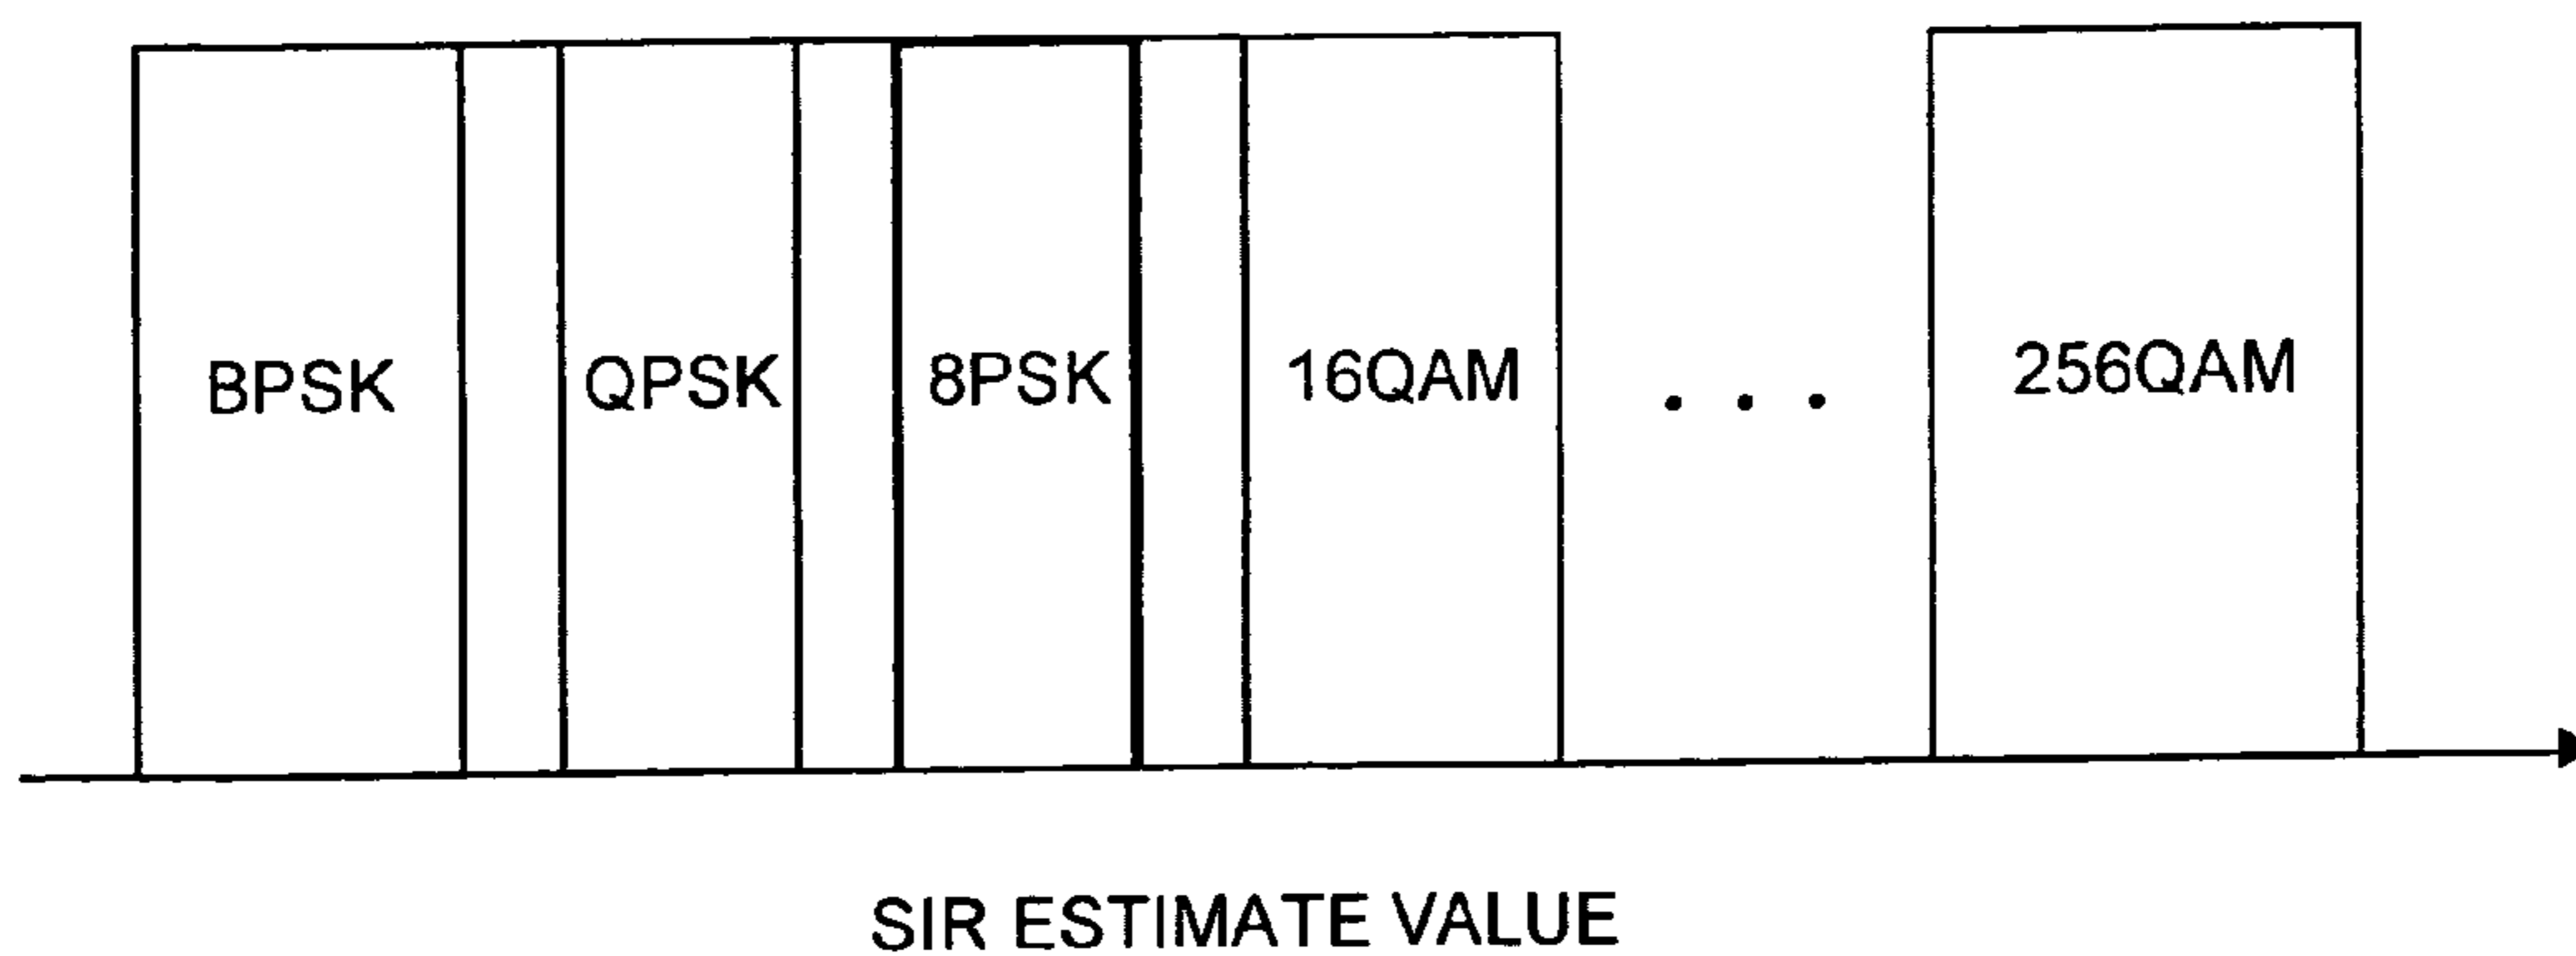 BPSK QPSK 8PSK 16QAM . . . 256QAM
SIR ESTIMATE VALUE